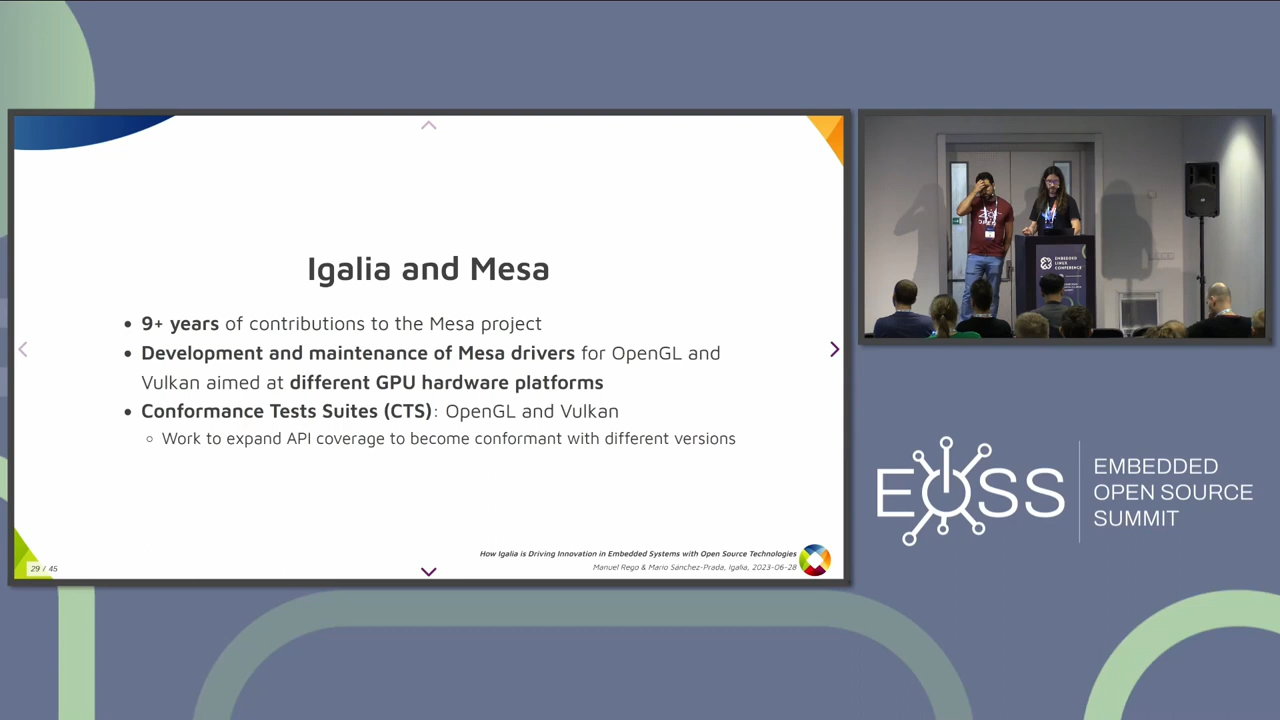 Igalia and Mesa
• 9+ years of contributions to the Mesa project
• Development and maintenance of Mesa drivers for OpenGL and
Vulkan aimed at different GPU hardware platforms
• Conformance Tests Suites (CTS): OpenGL and Vulkan
◦ Work to expand API coverage to become conformant with different versions
How Igalia is Driving Innovation in Embedded Systems with Open Source Technologies
Manuel Rego & Mario Sánchez-Prada, Igalia, 2023-06-28
29 / 45
EMBEDDED
LINUX
CONFERENCE
EOSS
EMBEDDED
OPEN SOURCE
SUMMIT